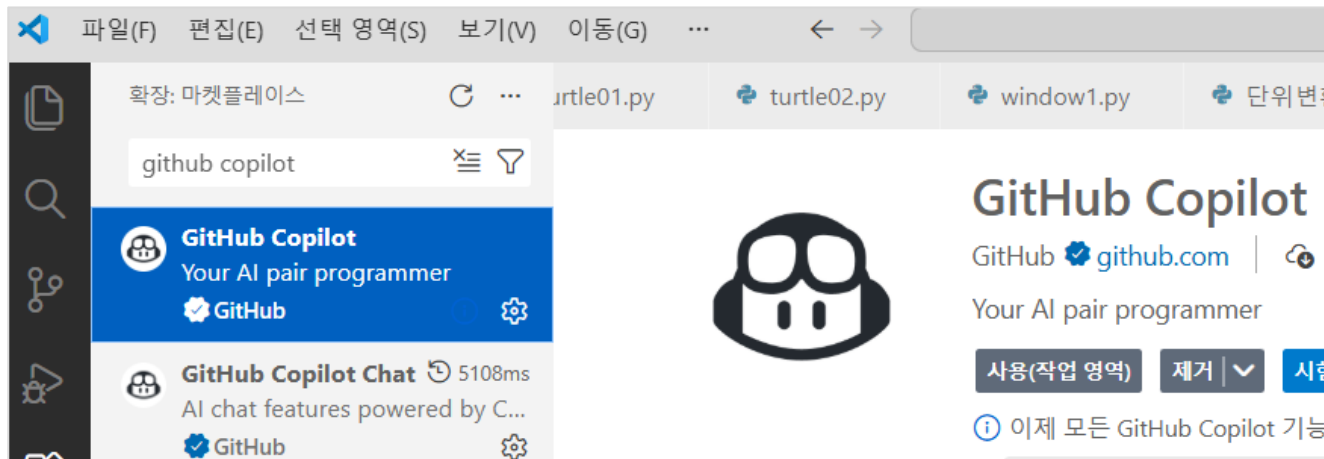 파일(F) 편집(E) 선택 영역(S) 보기(V) 이동(G) ...
확장: 마켓플레이스
github copilot
GitHub Copilot
Your AI pair programmer
GitHub
GitHub Copilot Chat 5108ms
AI chat features powered by C...
GitHub
urtle01.py turtle02.py window1.py 단위변
GitHub Copilot
GitHub github.com
Your AI pair programmer
사용(작업 영역) 제거
이제 모든 GitHub Copilot 기능